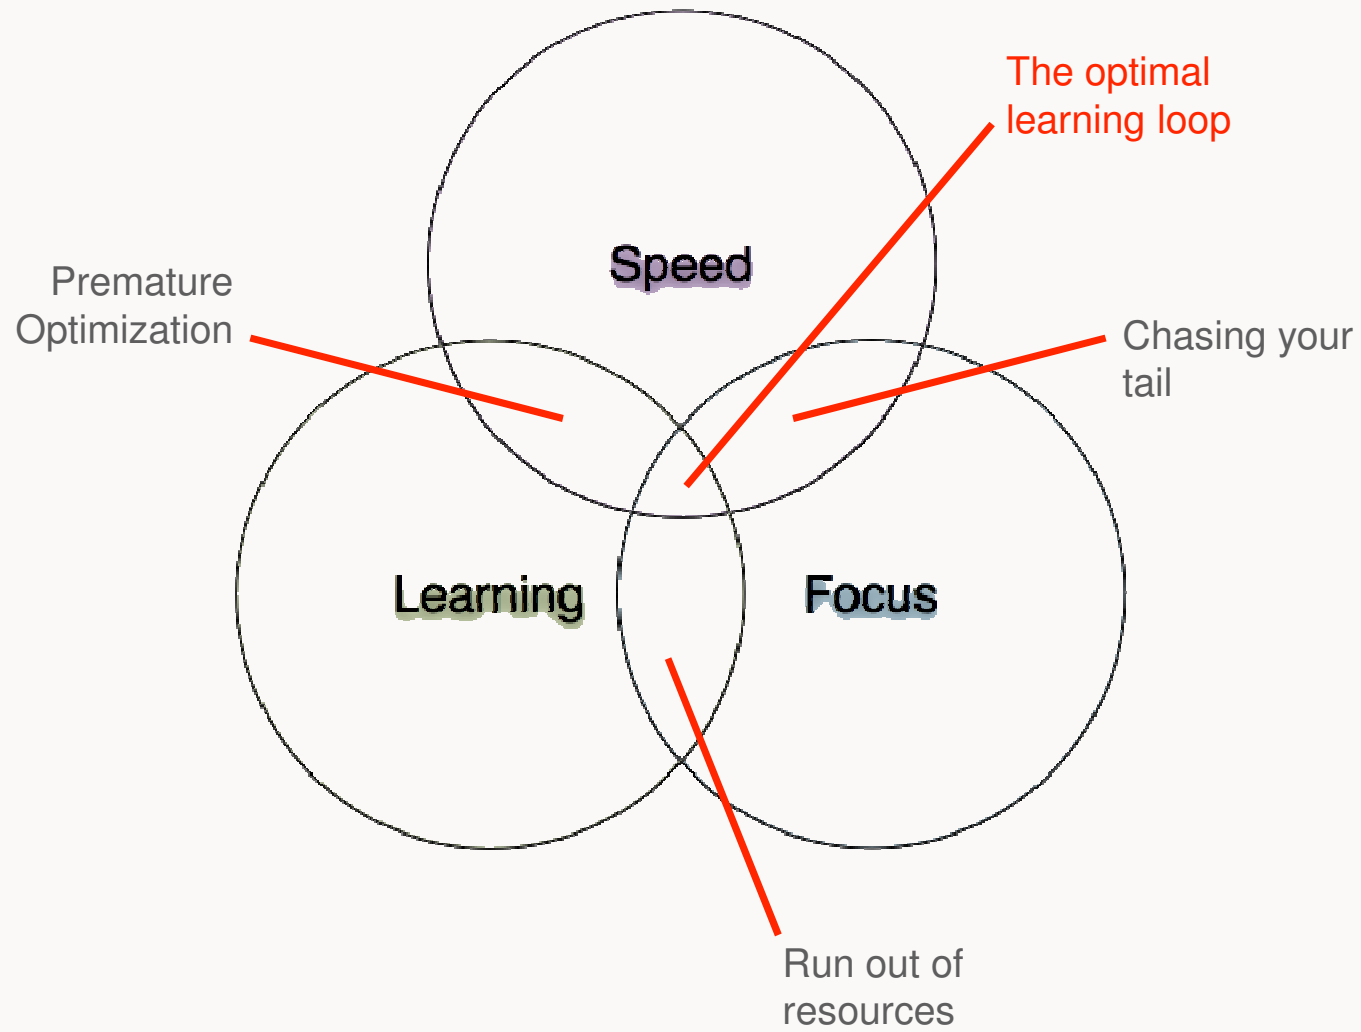 The optimal
learning loop
Speed
Premature
Optimization
Chasing your
tail
Learning
Focus
Run out of
resources